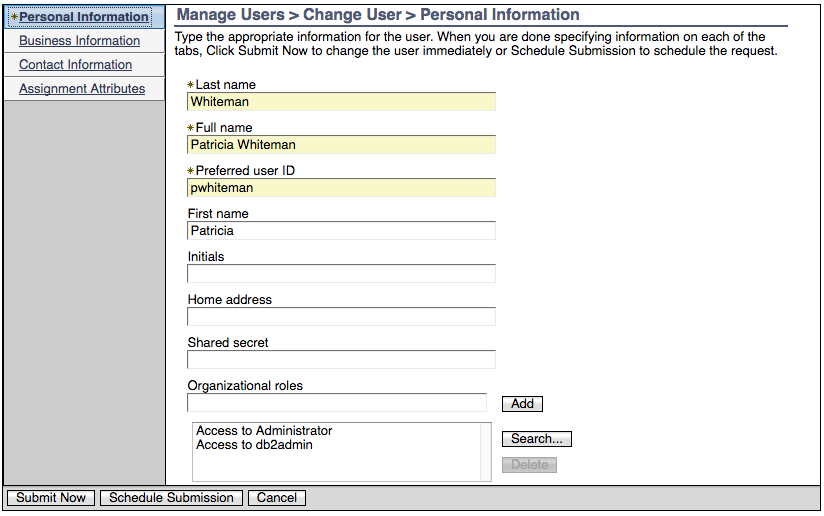 *Personal Information
Business Information
Contact Information
Assignment Attributes
Manage Users > Change User > Personal Information
Type the appropriate information for the user. When you are done specifying information on each of the
tabs, Click Submit Now to change the user immediately or Schedule Submission to schedule the request.
*Last name
Whiteman
*Full name
Patricia Whiteman
*Preferred user ID
pwhiteman
First name
Patricia
Initials
Home address
Shared secret
Organizational roles
Add
Access to Administrator
Access to db2admin
Search...
Delete
Submit Now
Schedule Submission
Cancel